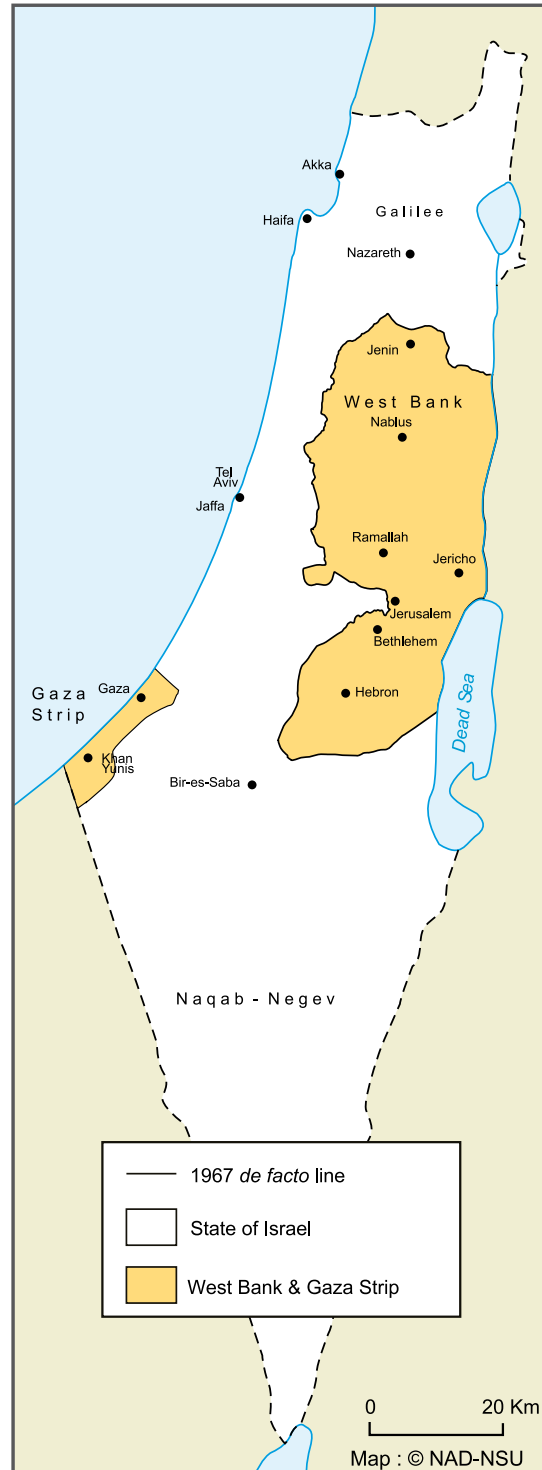 Akka
Haifa
Galilee
Nazareth
Jenin
West Bank
Nablus
Tel
Aviv
Jaffa
Ramallah
Jericho
Jerusalem
Bethlehem
Gaza
Strip
Gaza
Hebron
Dead Sea
Khan
Yunis
Bir-es-Saba
Naqab - Negev
1967 de facto line
State of Israel
West Bank & Gaza Strip
0 20 Km
Map : © NAD-NSU